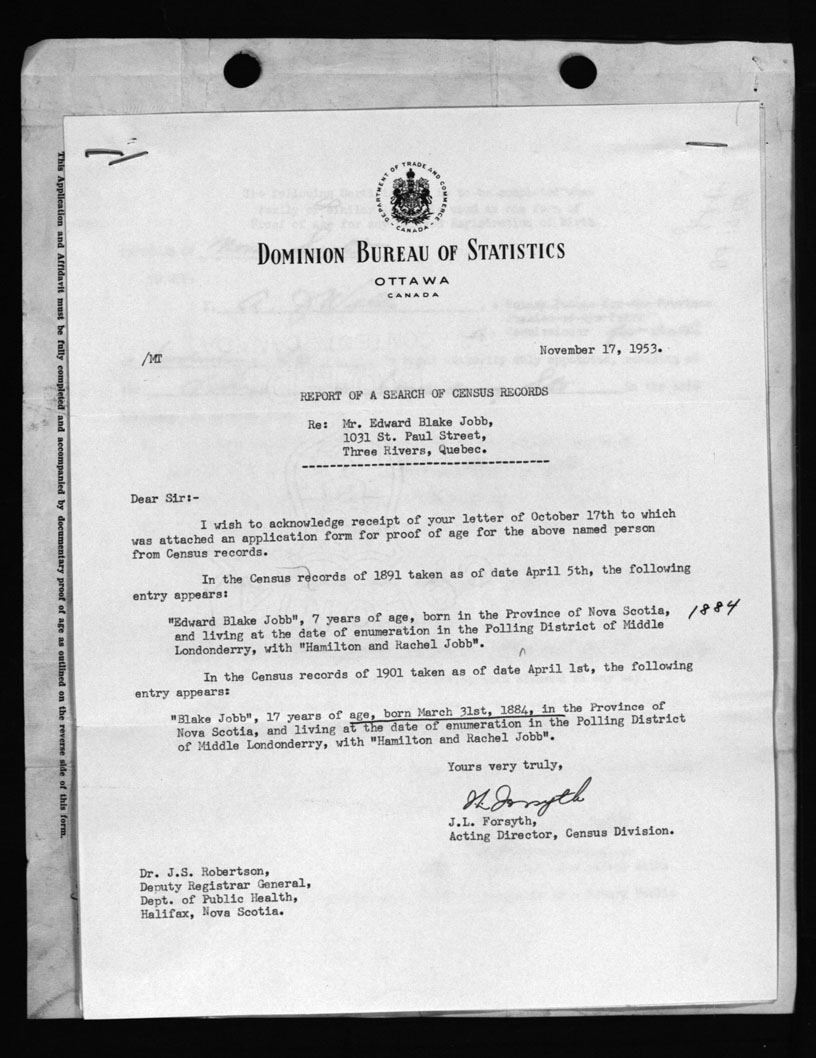 DEPARTMENT OF TRADE AND COMMERCE
CANADA
DOMINION BUREAU OF STATISTICS
OTTAWA
CANADA
/MT
November 17, 1953.
REPORT OF A SEARCH OF CENSUS RECORDS
Re: Mr. Edward Blake Jobb,
1031 St. Paul Street,
Three Rivers, Quebec.
Dear Sir:-
I wish to acknowledge receipt of your letter of October 17th to which
was attached an application form for proof of age for the above named person
from Census records.
In the Census records of 1891 taken as of date April 5th, the following
entry appears:
"Edward Blake Jobb", 7 years of age, born in the Province of Nova Scotia, 1884
and living at the date of enumeration in the Polling District of Middle
Londonderry, with "Hamilton and Rachel Jobb".
In the Census records of 1901 taken as of date April 1st, the following
entry appears:
"Blake Jobb", 17 years of age, born March 31st, 1884, in the Province of
Nova Scotia, and living at the date of enumeration in the Polling District
of Middle Londonderry, with "Hamilton and Rachel Jobb".
Yours very truly,
J.L. Forsyth,
Acting Director, Census Division.
Dr. J.S. Robertson,
Deputy Registrar General,
Dept. of Public Health,
Halifax, Nova Scotia.
This Application and Affidavit must be fully completed and accompanied by documentary proof of age as outlined on the reverse side of this form.